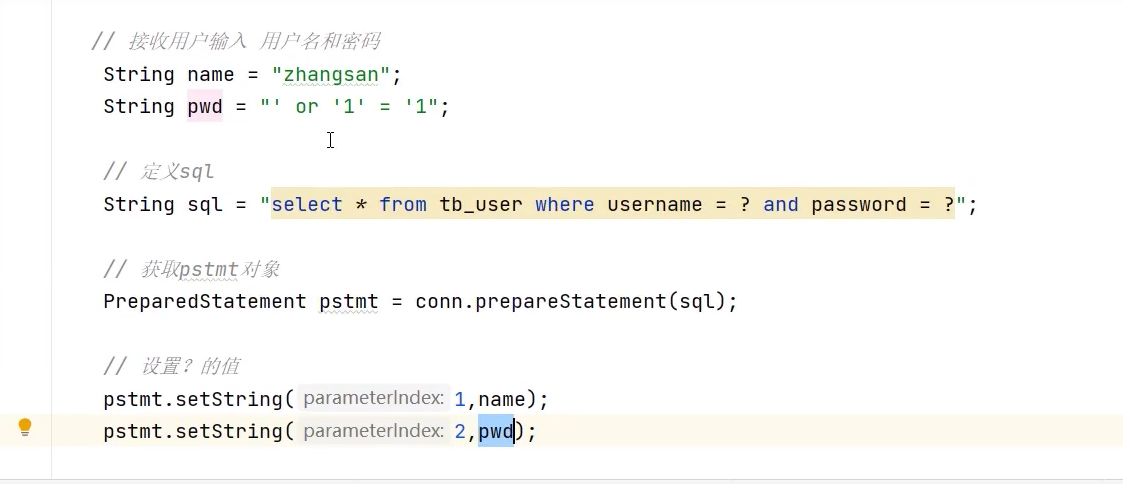 // 接收用户输入 用户名和密码
String name = "zhangsan";
String pwd = "' or '1' = '1";
// 定义sql
String sql = "select * from tb_user where username = ? and password = ?";
// 获取pstmt对象
PreparedStatement pstmt = conn.prepareStatement(sql);
// 设置？的值
pstmt.setString( parameterIndex: 1,name);
pstmt.setString( parameterIndex: 2,pwd);